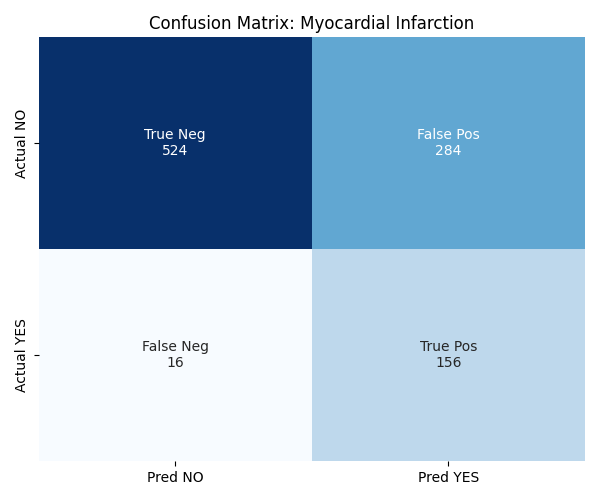 Confusion Matrix: Myocardial Infarction
Actual NO
True Neg
524
False Pos
284
Actual YES
False Neg
16
True Pos
156
Pred NO
Pred YES